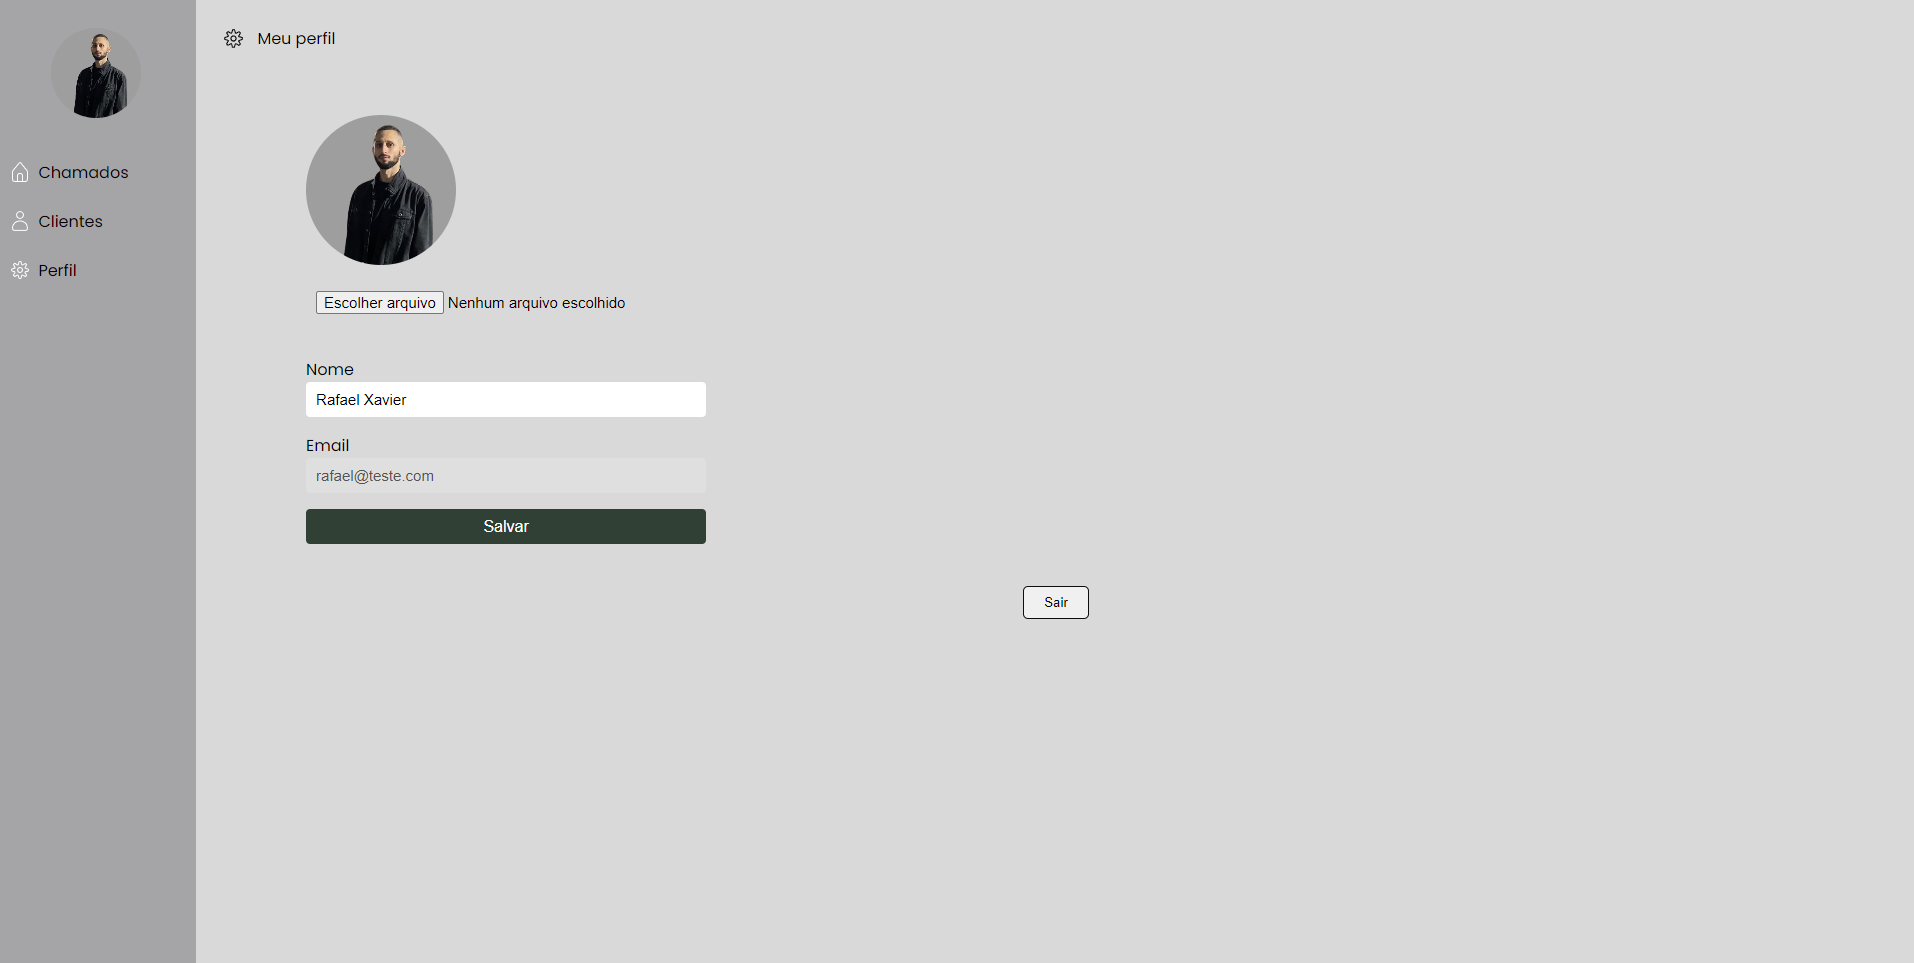 Chamados
Clientes
Perfil
Meu perfil
Escolher arquivo Nenhum arquivo escolhido
Nome
Rafael Xavier
Email
rafael@teste.com
Salvar
Sair